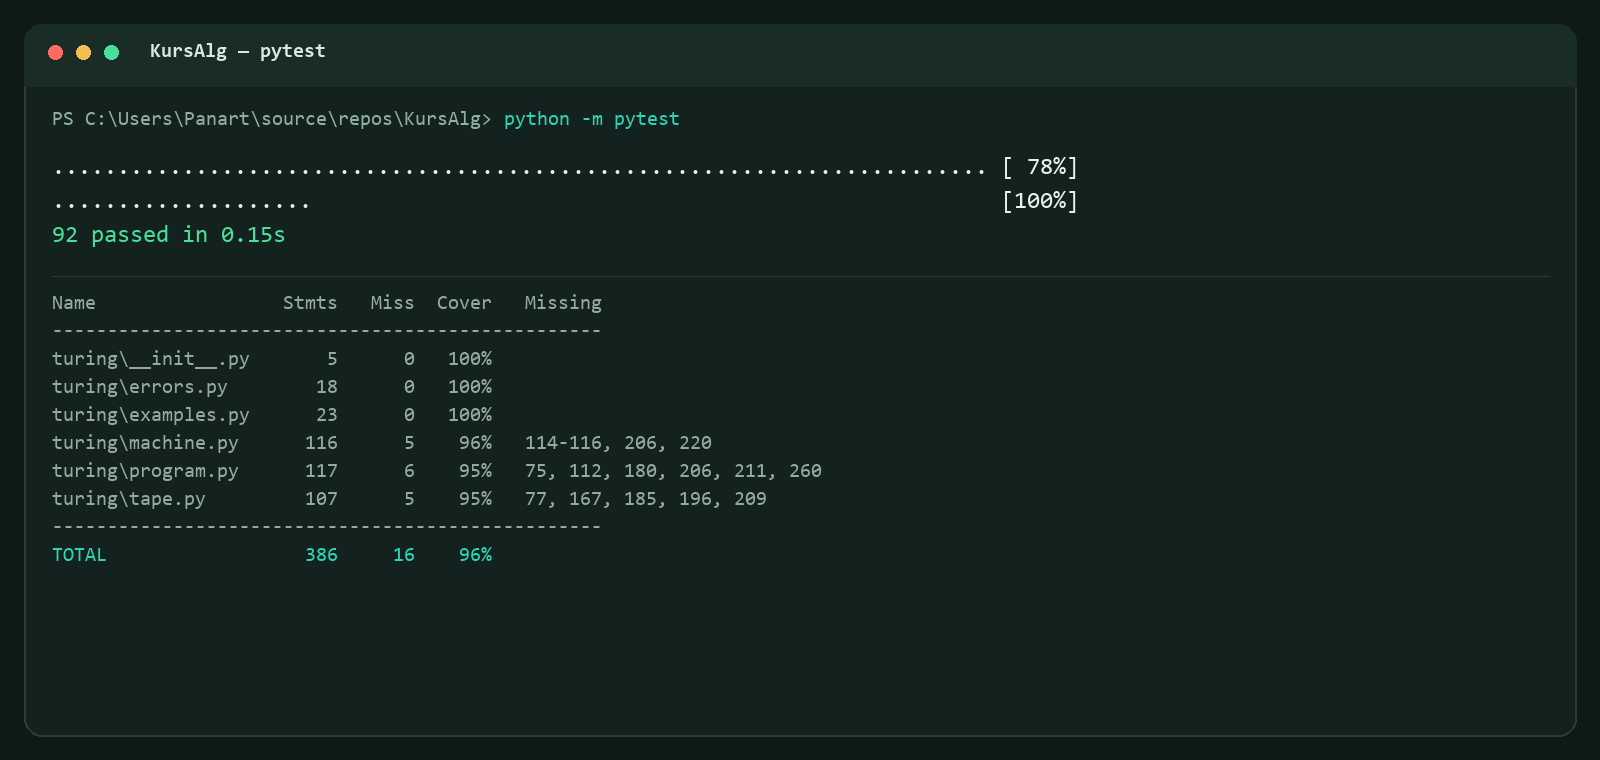 KursAlg — pytest
PS C:\Users\Panart\source\repos\KursAlg> python -m pytest
........................................................................ [ 78%]
....................                                                     [100%]
92 passed in 0.15s
Name                 Stmts   Miss  Cover   Missing
--------------------------------------------------
turing\__init__.py       5      0   100%
turing\errors.py        18      0   100%
turing\examples.py      23      0   100%
turing\machine.py      116      5    96%   114-116, 206, 220
turing\program.py      117      6    95%   75, 112, 180, 206, 211, 260
turing\tape.py         107      5    95%   77, 167, 185, 196, 209
--------------------------------------------------
TOTAL                  386     16    96%